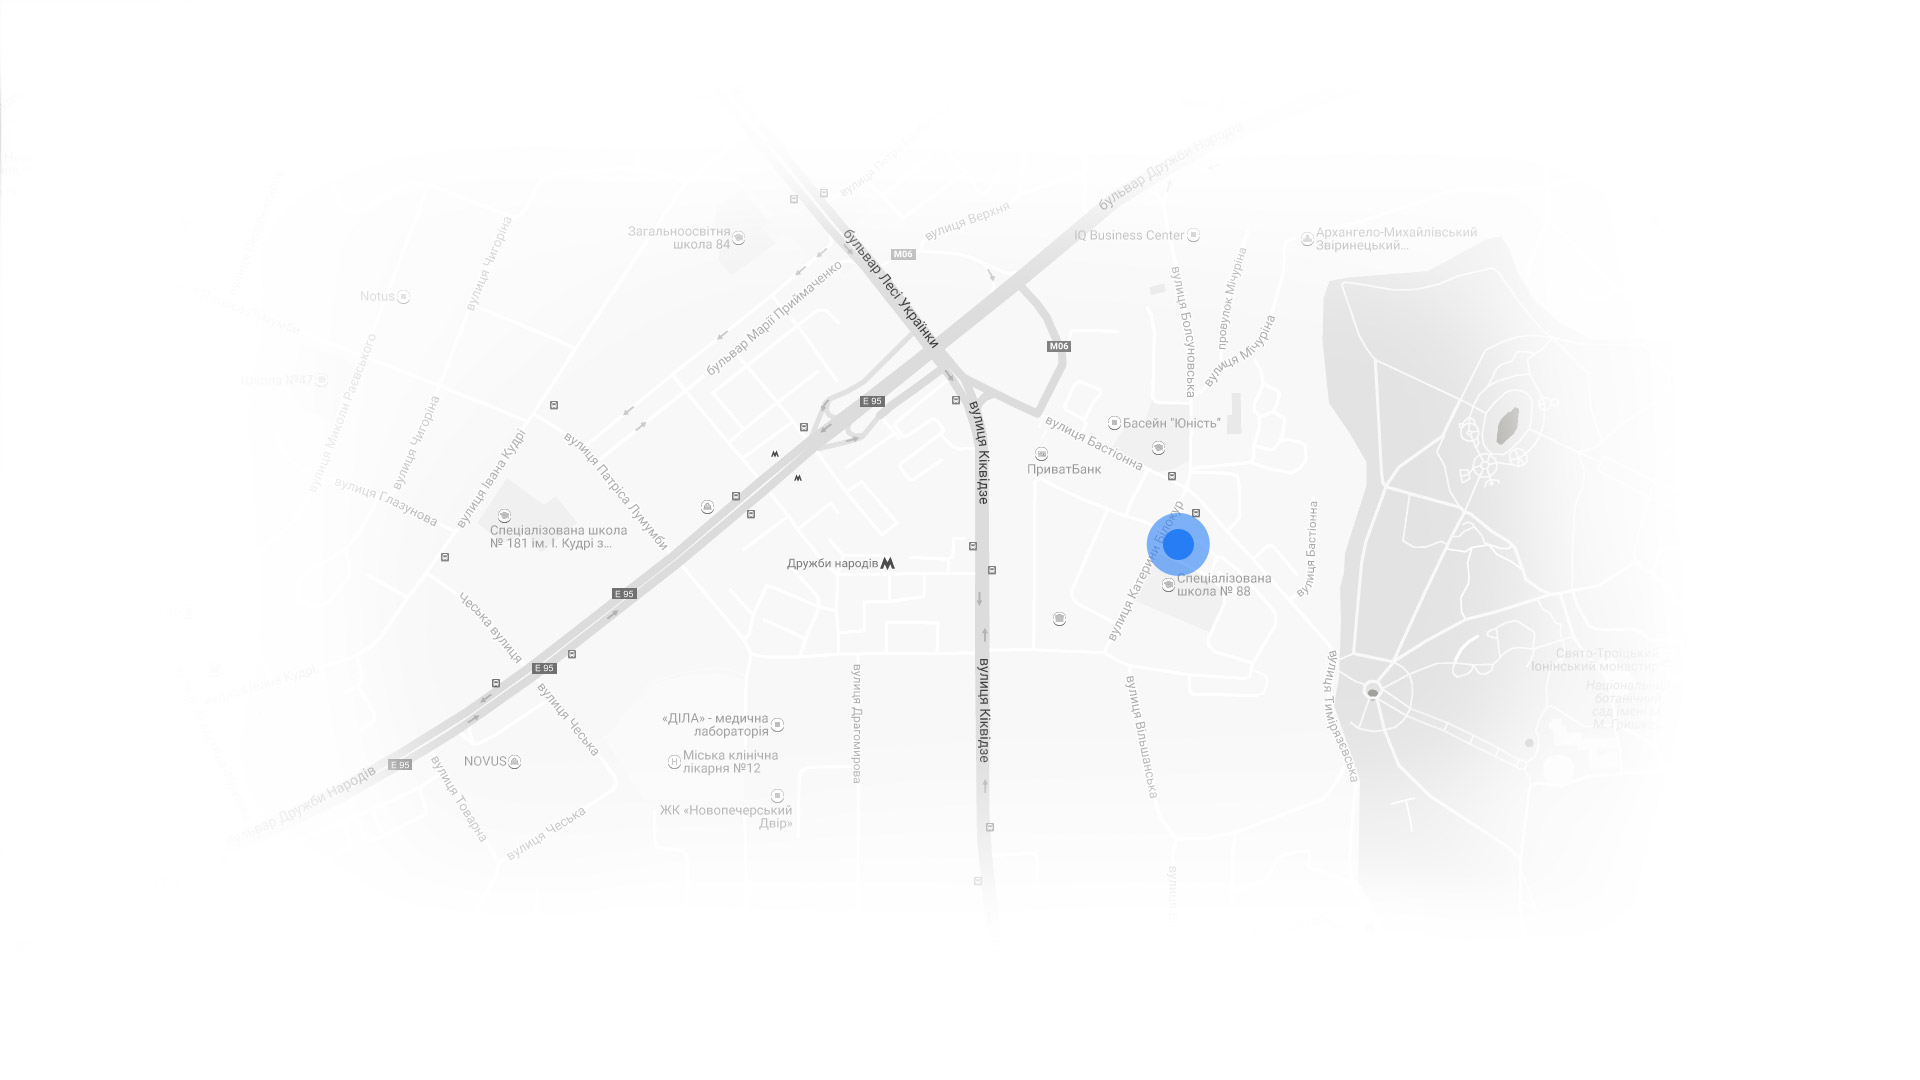 бульвар Дружби Народів
вулиця Верхня
Загальноосвітня
школа 84
бульвар Лесі Українки
IQ Business Center
Архангело-Михайлівський
Звіринецький...
M06
вулиця Чигоріна
Notus
бульвар Марії Приймаченко
вулиця Болсуновська
провулок Мічуріна
вулиця Мічуріна
M06
вулиця Миколи Раєвського
Школа №47
вулиця Чигоріна
E 95
вулиця Кіквідзе
вулиця Бастіонна
Басейн "Юність"
ПриватБанк
вулиця Івана Кудрі
вулиця Патріса Лумумби
вулиця Глазунова
Спеціалізована школа
№ 181 ім. І. Кудрі з...
вулиця Катерини Білокур
вулиця Бастіонна
Дружби народів
Спеціалізована
школа № 88
E 95
Чеська вулиця
E 95
вулиця Чеська
вулиця Драгомирова
вулиця Кіквідзе
вулиця Вільшанська
вулиця Тимірязєвська
Свято-Троїцький
Іонінський монастир
«ДІЛА» - медична
лабораторія
Міська клінічна
лікарня №12
NOVUS
E 95
бульвар Дружби Народів
вулиця Товарна
вулиця Чеська
ЖК «Новопечерський
Двір»